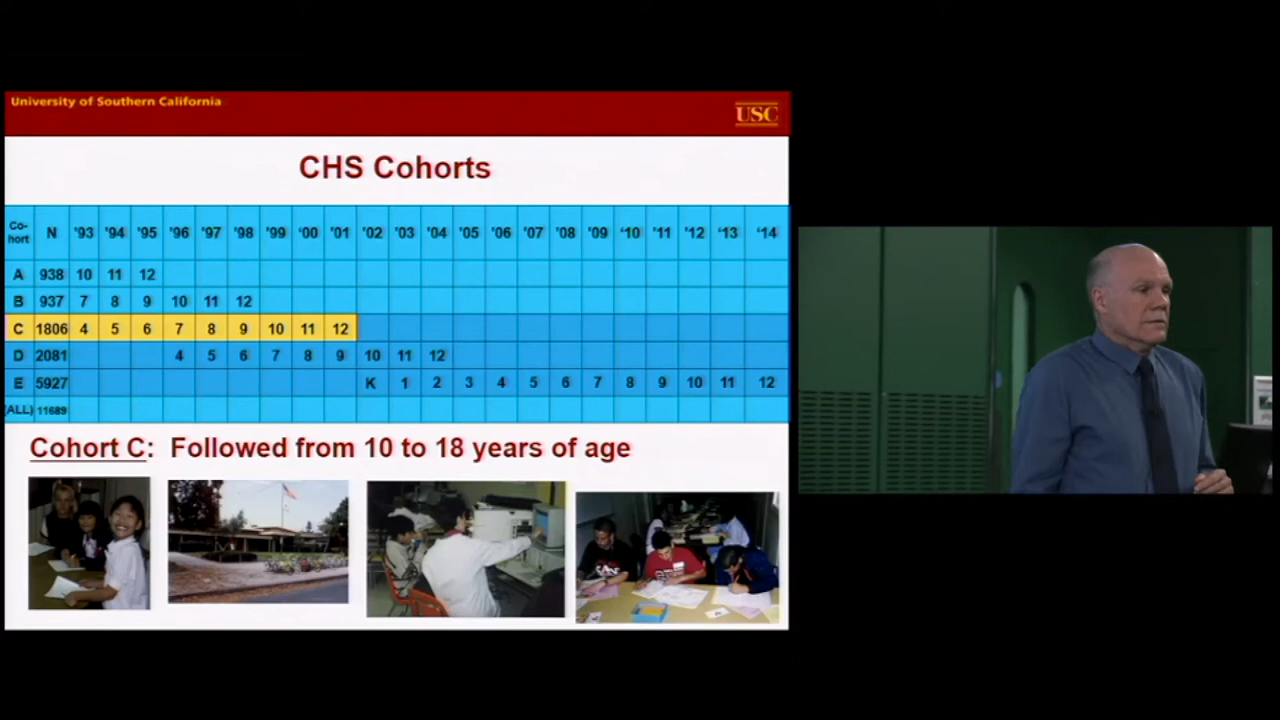 University of Southern California
USC
CHS Cohorts
Co-hort N '93 '94 '95 '96 '97 '98 '99 '00 '01 '02 '03 '04 '05 '06 '07 '08 '09 '10 '11 '12 '13 '14
A 938 10 11 12
B 937 7 8 9 10 11 12
C 1806 4 5 6 7 8 9 10 11 12
D 2081 4 5 6 7 8 9 10 11 12
E 5927 K 1 2 3 4 5 6 7 8 9 10 11 12
(ALL) 11689
Cohort C: Followed from 10 to 18 years of age